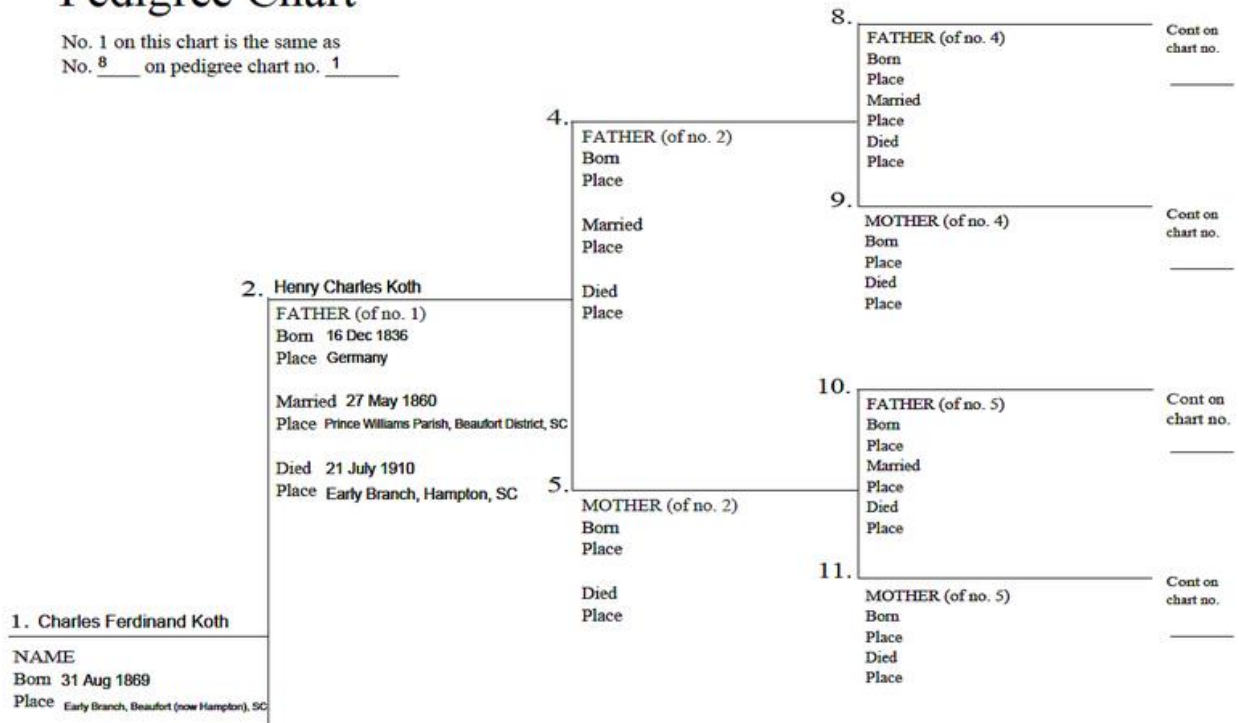 Pedigree Chart
No. 1 on this chart is the same as
No. 8 on pedigree chart no. 1
8.
FATHER (of no. 4)
Born
Place
Married
Place
Died
Place
Cont on
chart no.
4.
FATHER (of no. 2)
Born
Place
Married
Place
Died
Place
9.
MOTHER (of no. 4)
Born
Place
Died
Place
Cont on
chart no.
2. Henry Charles Koth
FATHER (of no. 1)
Born 16 Dec 1836
Place Germany
Married 27 May 1860
Place Prince Williams Parish, Beaufort District, SC
Died 21 July 1910
Place Early Branch, Hampton, SC
10.
FATHER (of no. 5)
Born
Place
Married
Place
Died
Place
Cont on
chart no.
5.
MOTHER (of no. 2)
Born
Place
Died
Place
11.
MOTHER (of no. 5)
Born
Place
Died
Place
Cont on
chart no.
1. Charles Ferdinand Koth
NAME
Born 31 Aug 1869
Place Early Branch, Beaufort (now Hampton), SC